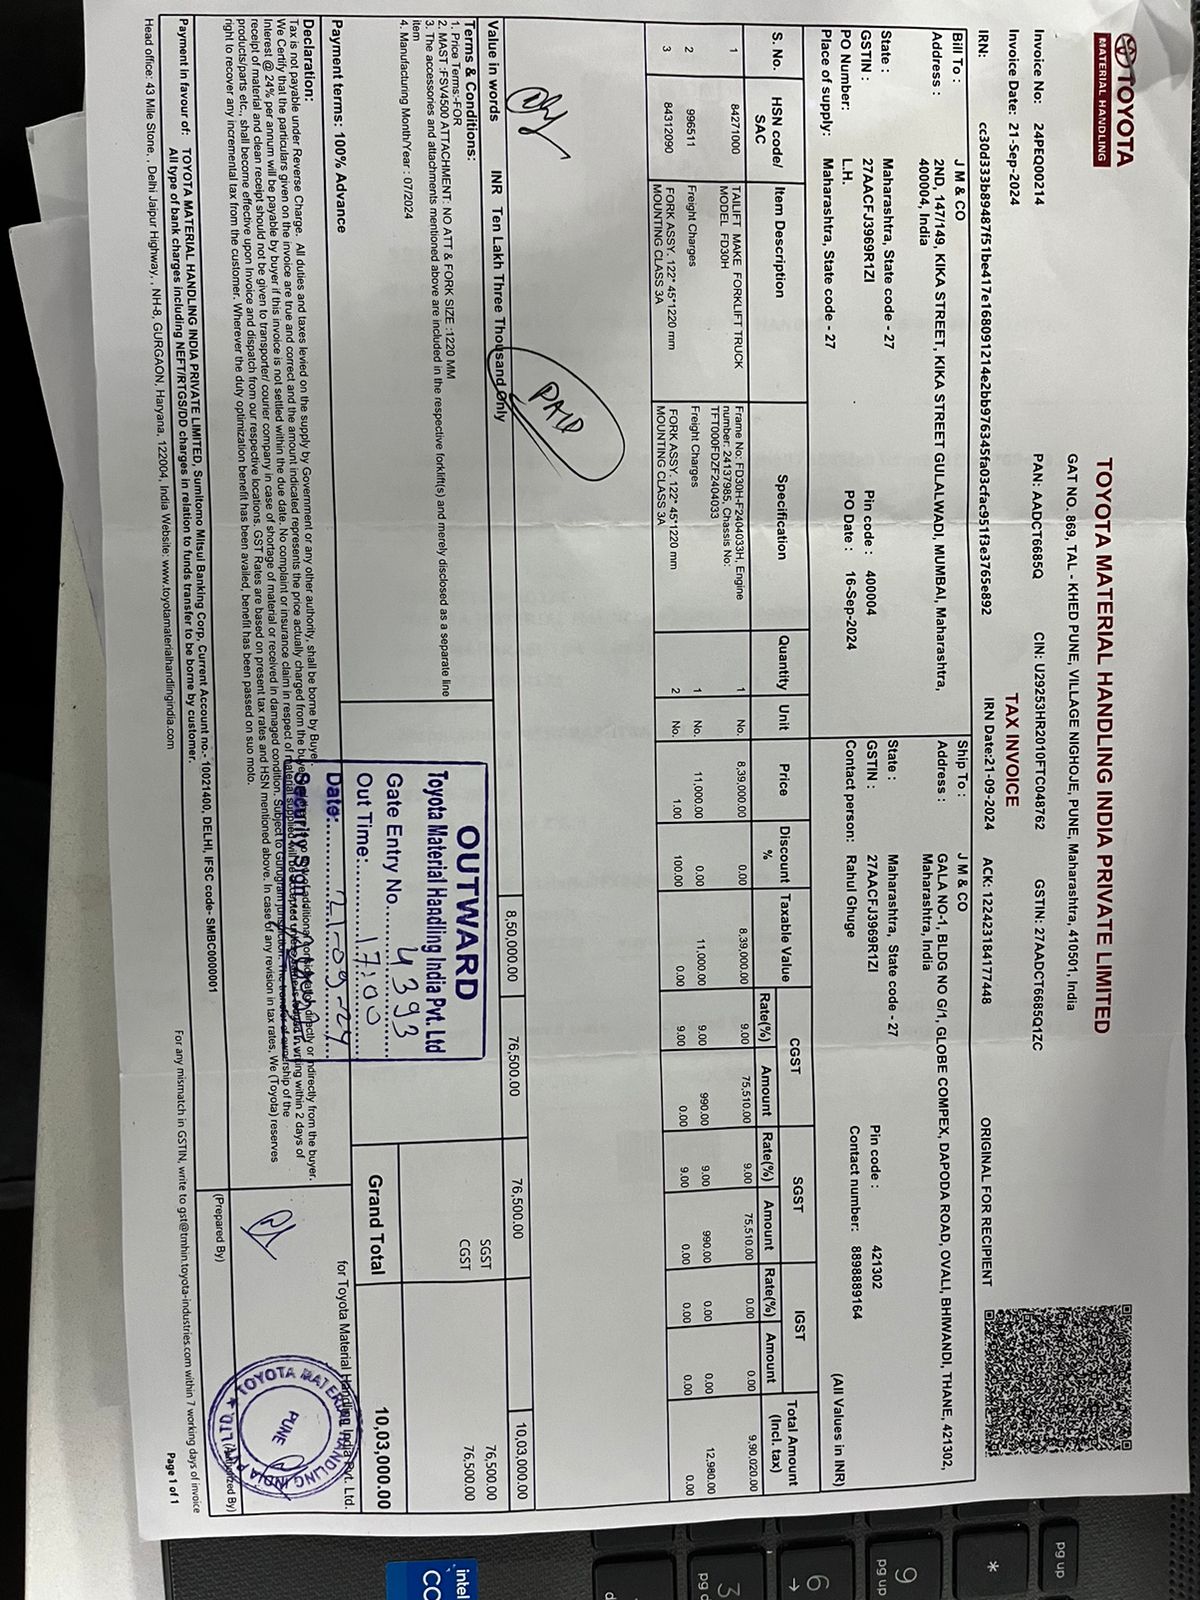 TOYOTA
MATERIAL HANDLING
TOYOTA MATERIAL HANDLING INDIA PRIVATE LIMITED
GAT NO. 869, TAL - KHED PUNE, VILLAGE NIGHOJE, PUNE, Maharashtra, 410501, India
Invoice No: 24PEQ00214 PAN: AADCT6685Q CIN: U29253HR2010FTC048762 GSTIN: 27AADCT6685Q1ZC
Invoice Date: 21-Sep-2024 TAX INVOICE ORIGINAL FOR RECIPIENT
IRN: cc30d333b89487f51be417e168091214e2bb976345fa03cfac951f3e3765e892 IRN Date:21-09-2024 ACK: 122423184177448
Bill To : J M & CO Ship To : J M & CO
Address : 2ND, 147/149, KIKA STREET, KIKA STREET GULALWADI, MUMBAI, Maharashtra, 400004, India
Address : GALA NO-1, BLDG NO G/1, GLOBE COMPEX, DAPODA ROAD, OVALI, BHIWANDI, THANE, 421302, Maharashtra, India
State : Maharashtra, State code - 27 State : Maharashtra, State code - 27
GSTIN : 27AACFJ3969R1ZI Pin code : 400004 GSTIN : 27AACFJ3969R1ZI Pin code : 421302
PO Number: L.H. PO Date : 16-Sep-2024 Contact person: Rahul Ghuge Contact number: 8898889164
Place of supply: Maharashtra, State code - 27 (All Values in INR)
S. No. HSN code/ SAC Item Description Specification Quantity Unit Price Discount % Taxable Value CGST SGST IGST Total Amount (Incl. tax)
Rate(%) Amount Rate(%) Amount Rate(%) Amount
1 84271000 TAILIFT MAKE FORKLIFT TRUCK MODEL FD30H Frame No: FD30H-F2404033H, Engine number: 24137985, Chassis No: TFT000FDZF2404033 1 No. 8,39,000.00 0.00 8,39,000.00 9.00 75,510.00 9.00 75,510.00 0.00 0.00 9,90,020.00
2 996511 Freight Charges Freight Charges 1 No. 11,000.00 0.00 11,000.00 9.00 990.00 9.00 990.00 0.00 0.00 12,980.00
3 84312090 FORK ASSY. 122* 45*1220 mm MOUNTING CLASS 3A FORK ASSY. 122* 45*1220 mm MOUNTING CLASS 3A 2 No. 1.00 100.00 0.00 9.00 0.00 9.00 0.00 0.00 0.00 0.00
PAID
8,50,000.00 76,500.00 76,500.00 10,03,000.00
Value in words INR Ten Lakh Three Thousand Only
SGST 76,500.00
CGST 76,500.00
Terms & Conditions:
1. Price Terms:-FOR
2. MAST :FSV4500 ATTACHMENT: NO ATT & FORK SIZE :1220 MM
3. The accessories and attachments mentioned above are included in the respective forklift(s) and merely disclosed as a separate line
item
4. Manufacturing Month/Year : 07/2024
OUTWARD
Toyota Material Handling India Pvt. Ltd
Gate Entry No. 4393
Out Time: 17:00
Date: 21-09-24
Security Sign
Grand Total 10,03,000.00
Payment terms: 100% Advance
for Toyota Material Handling India Pvt. Ltd.
Declaration:
Tax is not payable under Reverse Charge. All duties and taxes levied on the supply by Government or any other authority, shall be borne by Buyer.
We Certify that the particulars given on the invoice are true and correct and the amount indicated represents the price actually charged from the buyer directly or indirectly from the buyer.
Interest @ 24% per annum will be payable by buyer if this invoice is not settled within the due date. No complaint or insurance claim in respect of material supplied will be in writing within 2 days of
receipt of material and clean receipt should not be given to transporter/ courier company in case of shortage of material or received in damaged condition. Subject to Gurugram jurisdiction. The transfer of ownership of the
products/parts etc., shall become effective upon Invoice and dispatch from our respective locations. GST Rates are based on present tax rates and HSN mentioned above. In case of any revision in tax rates, We (Toyota) reserves
right to recover any incremental tax from the customer. Wherever the duty optimization benefit has been availed, benefit has been passed on suo moto.
(Prepared By) (Authorized By)
TOYOTA MATERIAL HANDLING INDIA PVT. LTD. ★
PUNE
Payment in favour of: TOYOTA MATERIAL HANDLING INDIA PRIVATE LIMITED, Sumitomo Mitsui Banking Corp, Current Account no.- 10021400, DELHI, IFSC code- SMBC0000001
All type of bank charges including NEFT/RTGS/DD charges in relation to funds transfer to be borne by customer.
For any mismatch in GSTIN, write to gst@tmhin.toyota-industries.com within 7 working days of invoice
Head office: 43 Mile Stone, , Delhi Jaipur Highway, , NH-8, GURGAON, Haryana, 122004, India Website: www.toyotamaterialhandlingindia.com
Page 1 of 1
intel
CO
pg up
*
9
pg up
6
→
3